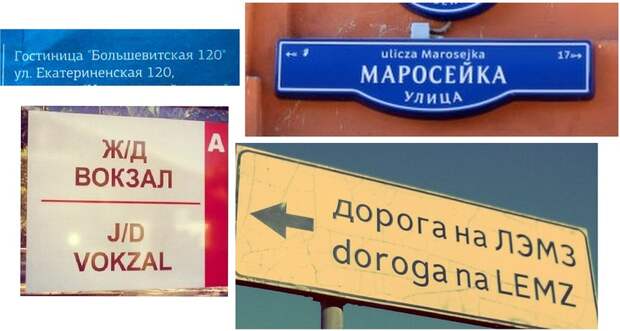 Гостиница "Большевитская 120"
ул. Екатериненская 120,
←‹ #
ulicza Marosejka
17 ›→
МАРОСЕЙКА
УЛИЦА
Ж/Д
ВОКЗАЛ
J/D
VOKZAL
А
дорога на ЛЭМЗ
doroga na LEMZ